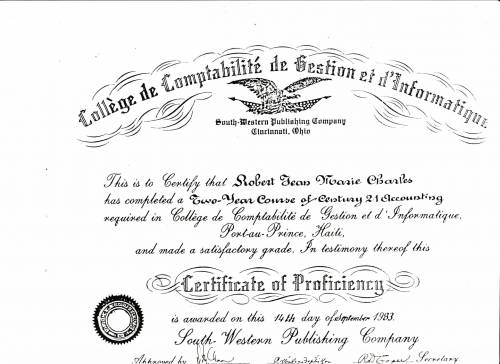 Collège de Comptabilité de Gestion et d'Informatique
South-Western Publishing Company
Cincinnati, Ohio
This is to Certify that Robert Jean Marie Charles
has completed a Two-Year Course of Century 21 Accounting
required in Collège de Comptabilité de Gestion et d'Informatique,
Port-au-Prince, Haiti,
and made a satisfactory grade. In testimony thereof this
Certificate of Proficiency
is awarded on this 14th day of September 1983.
South-Western Publishing Company
Approved by Secretary